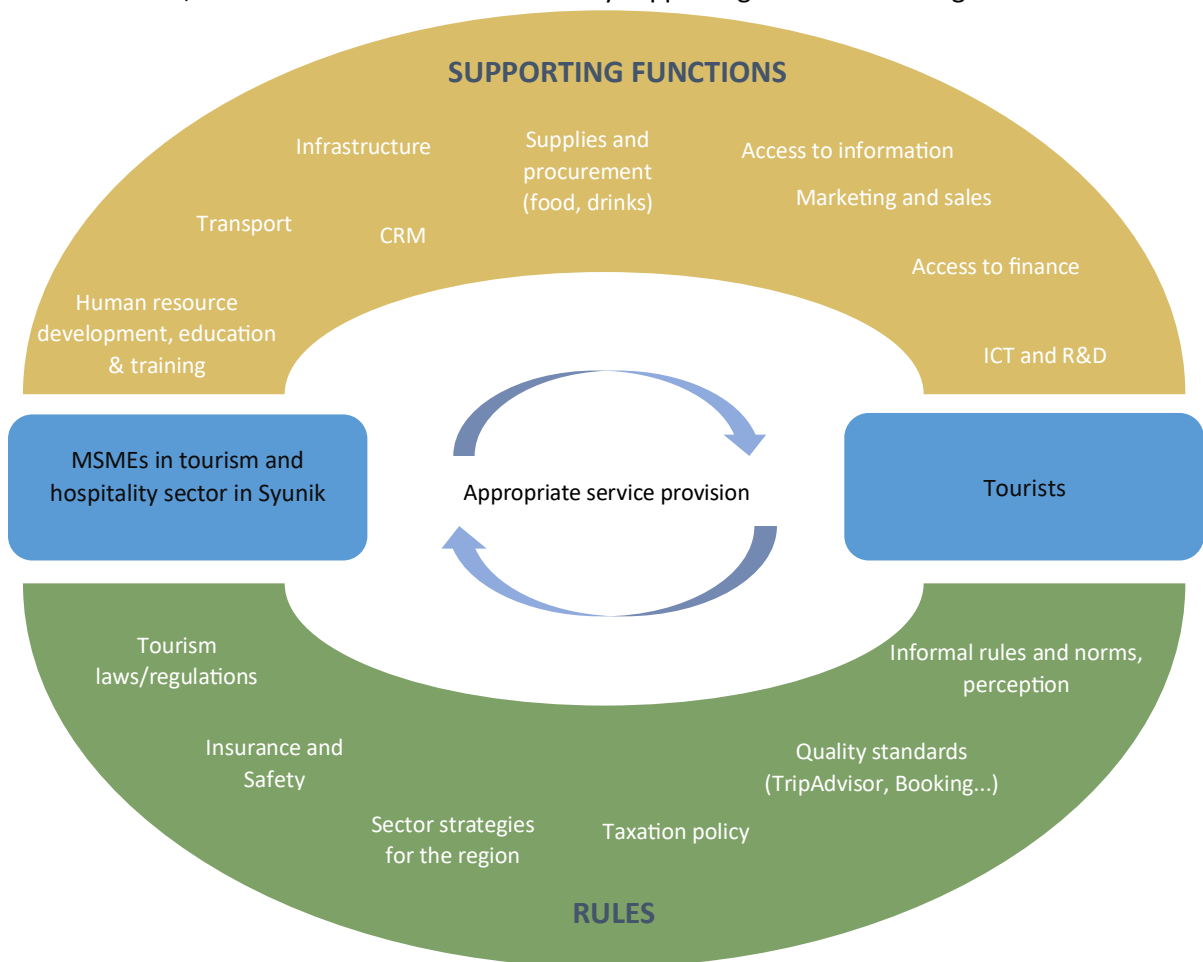 SUPPORTING FUNCTIONS
Infrastructure
Supplies and
procurement
(food, drinks)
Access to information
Marketing and sales
Transport
CRM
Access to finance
Human resource
development, education
& training
ICT and R&D
MSMEs in tourism and
hospitality sector in Syunik
Appropriate service provision
Tourists
Tourism
laws/regulations
Informal rules and norms,
perception
Insurance and
Safety
Quality standards
(TripAdvisor, Booking...)
Sector strategies
for the region
Taxation policy
RULES